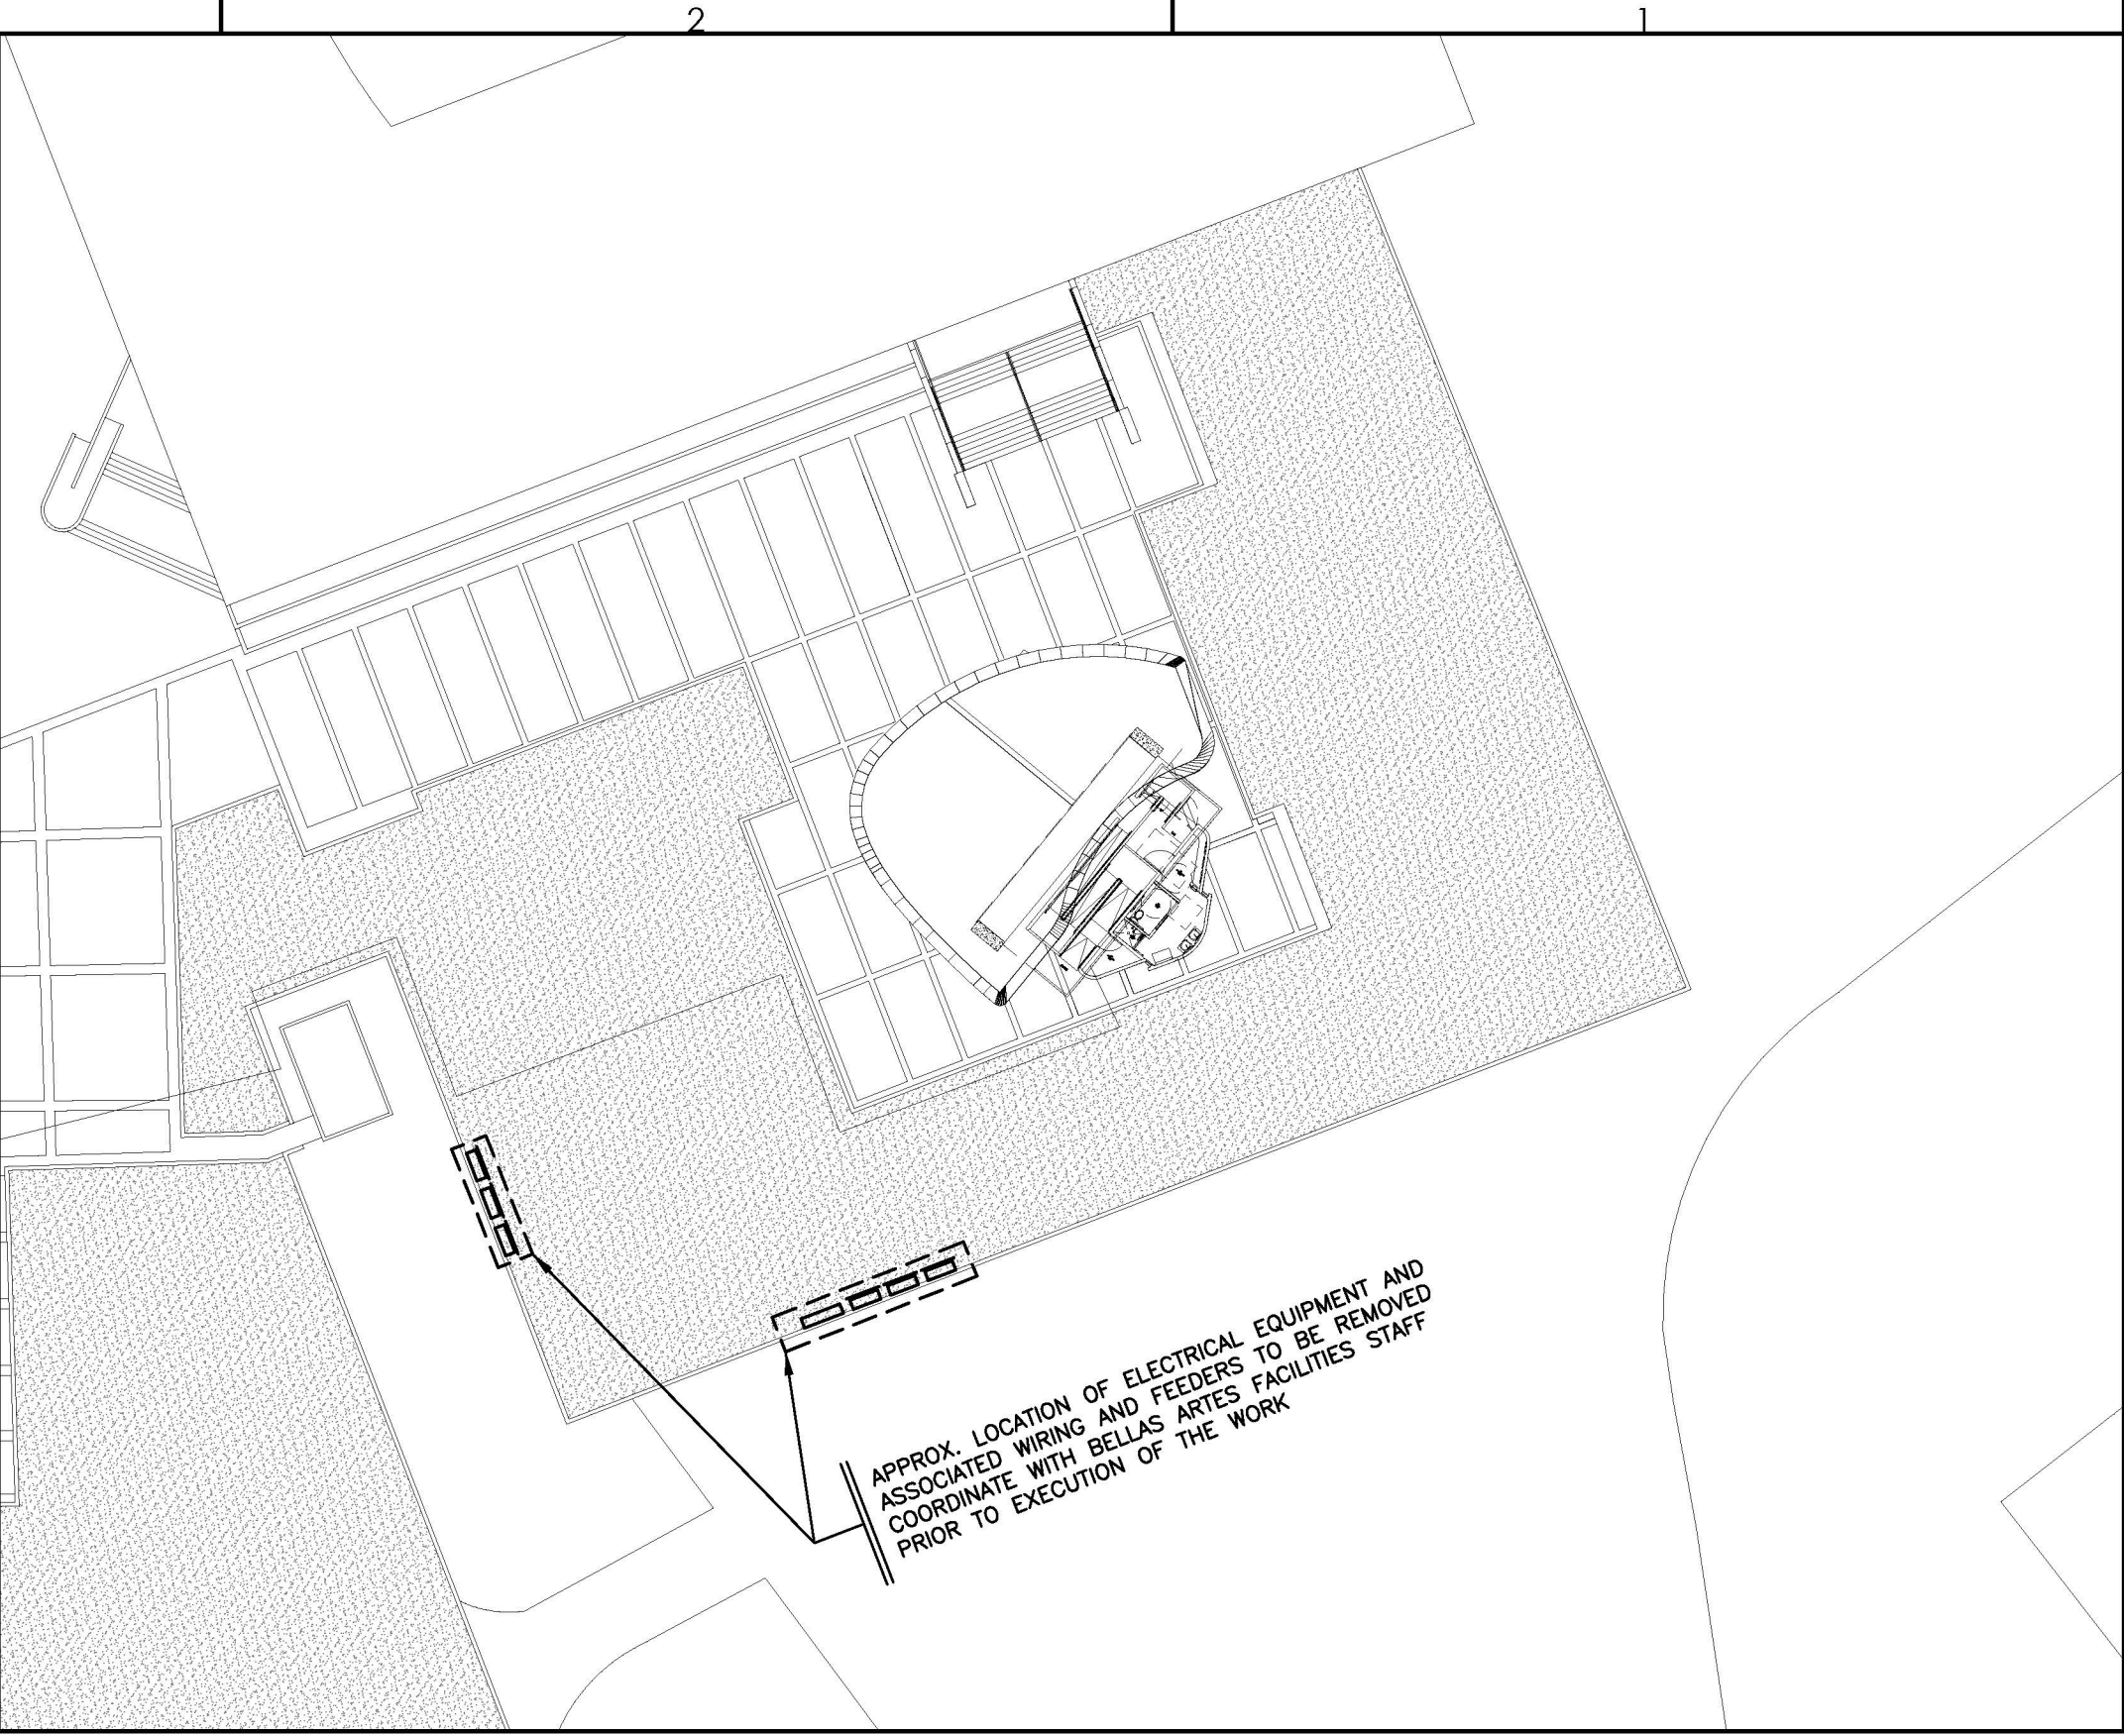 2
1
APPROX. LOCATION OF ELECTRICAL EQUIPMENT AND
ASSOCIATED WIRING AND FEEDERS TO BE REMOVED
COORDINATE WITH BELLAS ARTES FACILITIES STAFF
PRIOR TO EXECUTION OF THE WORK